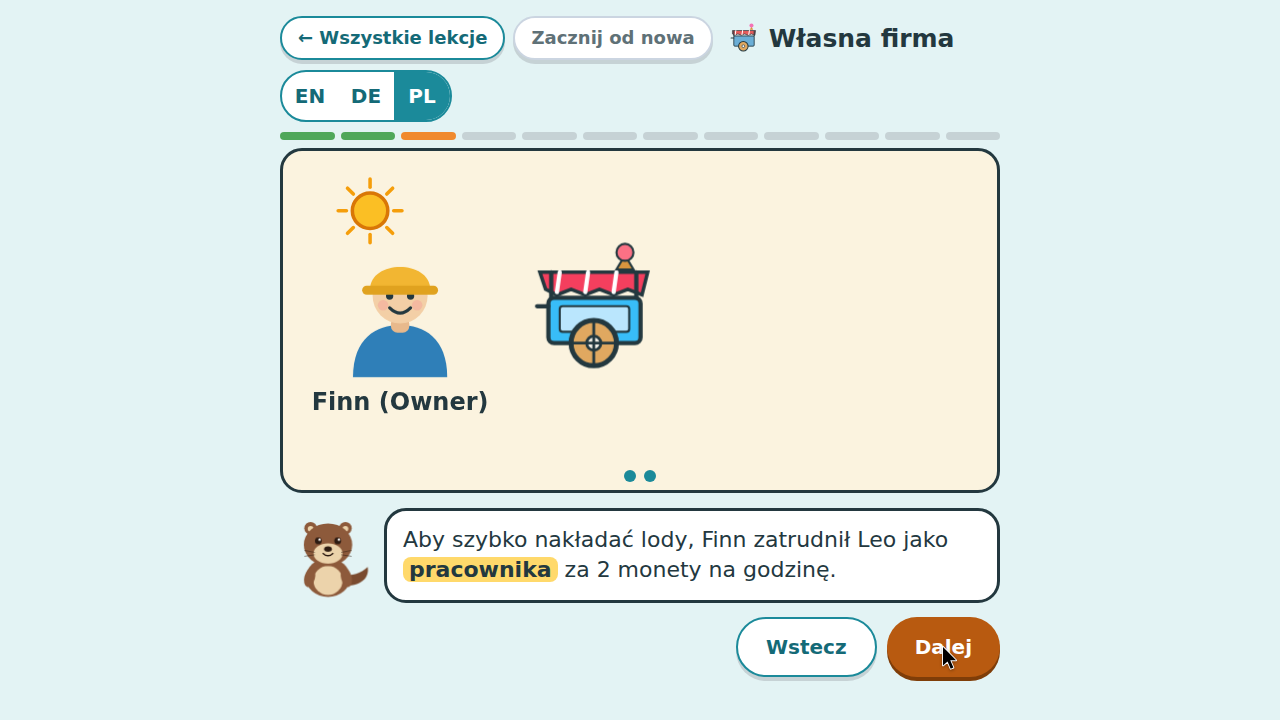 ← Wszystkie lekcje
Zacznij od nowa
Własna firma
EN DE PL
Finn (Owner)
Aby szybko nakładać lody, Finn zatrudnił Leo jako
pracownika za 2 monety na godzinę.
Wstecz
Dalej